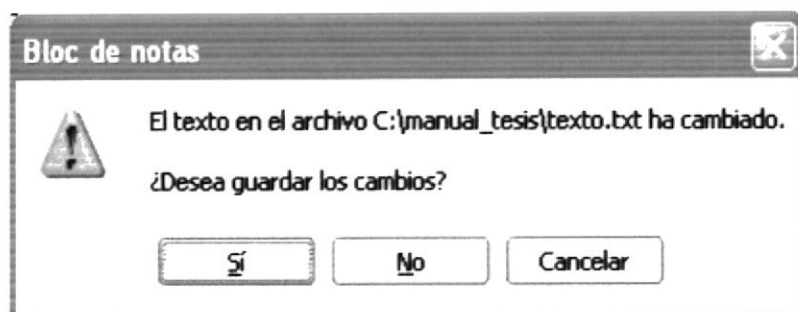 Bloc de notas
El texto en el archivo C:\manual_tesis\texto.txt ha cambiado.
¿Desea guardar los cambios?
Sí No Cancelar